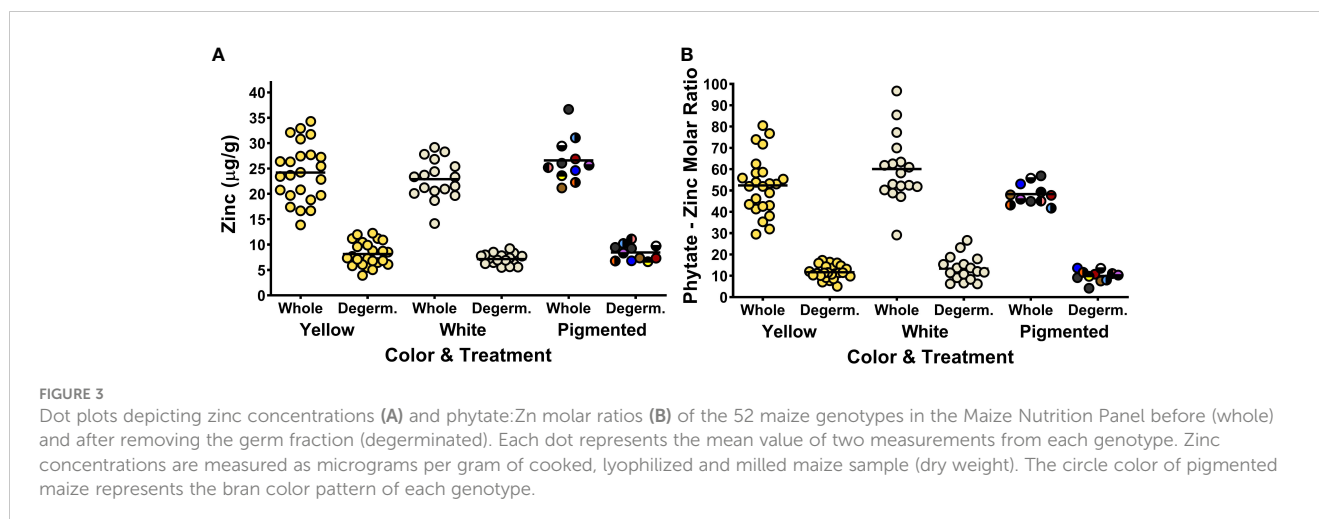 A
B
Zinc (µg/g)
40
35
30
25
20
15
10
5
0
Whole Degerm. Whole Degerm. Whole Degerm.
Yellow White Pigmented
Color & Treatment
Phytate - Zinc Molar Ratio
100
90
80
70
60
50
40
30
20
10
0
Whole Degerm. Whole Degerm. Whole Degerm.
Yellow White Pigmented
Color & Treatment
FIGURE 3
Dot plots depicting zinc concentrations (A) and phytate:Zn molar ratios (B) of the 52 maize genotypes in the Maize Nutrition Panel before (whole)
and after removing the germ fraction (degerminated). Each dot represents the mean value of two measurements from each genotype. Zinc
concentrations are measured as micrograms per gram of cooked, lyophilized and milled maize sample (dry weight). The circle color of pigmented
maize represents the bran color pattern of each genotype.